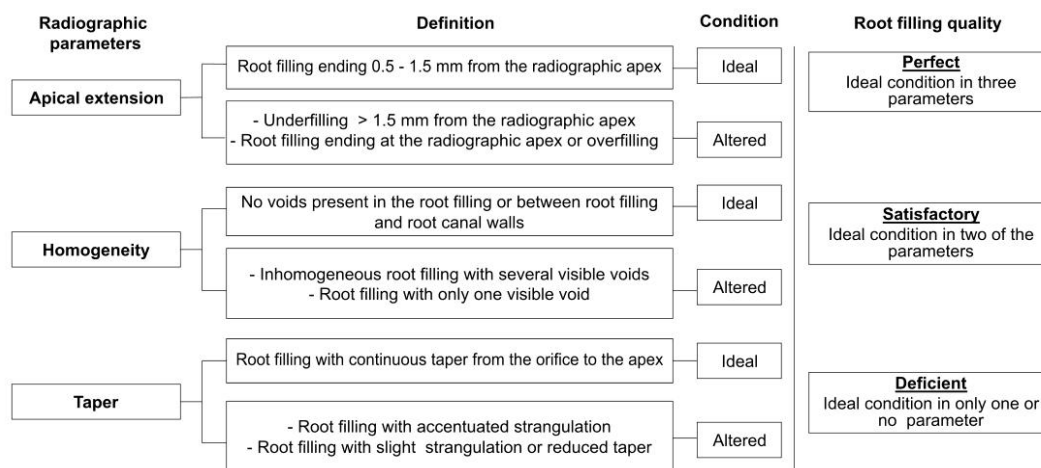 Radiographic
parameters
Definition
Condition
Root filling quality
Apical extension
Root filling ending 0.5 - 1.5 mm from the radiographic apex
Ideal
- Underfilling > 1.5 mm from the radiographic apex
- Root filling ending at the radiographic apex or overfilling
Altered
Perfect
Ideal condition in three
parameters
Homogeneity
No voids present in the root filling or between root filling
and root canal walls
Ideal
- Inhomogeneous root filling with several visible voids
- Root filling with only one visible void
Altered
Satisfactory
Ideal condition in two of the
parameters
Taper
Root filling with continuous taper from the orifice to the apex
Ideal
- Root filling with accentuated strangulation
- Root filling with slight strangulation or reduced taper
Altered
Deficient
Ideal condition in only one or
no parameter